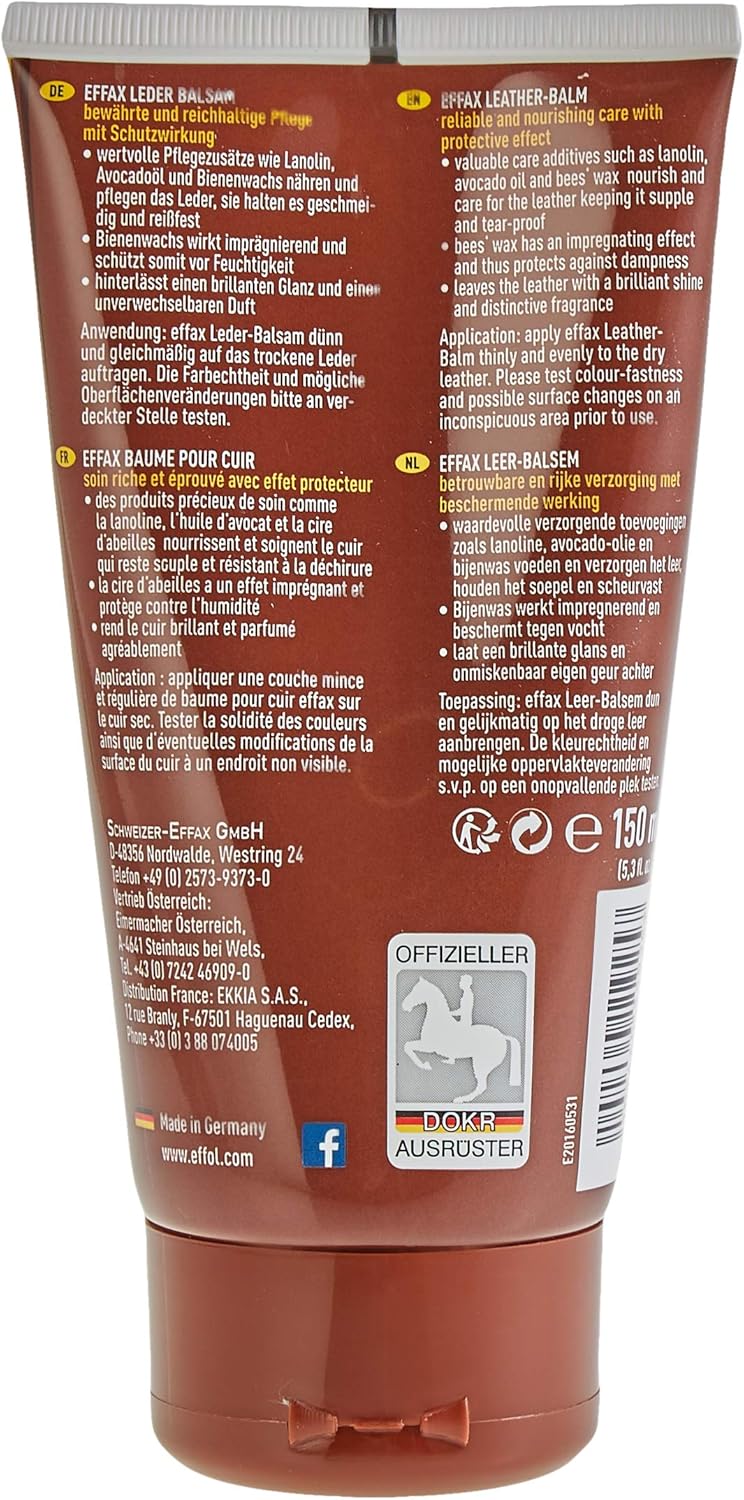 DE EFFAX LEDER BALSAM
bewährte und reichhaltige Pflege
mit Schutzwirkung
• wertvolle Pflegezusätze wie Lanolin,
Avocadoöl und Bienenwachs nähren und
pflegen das Leder, sie halten es geschmei-
dig und reißfest
• Bienenwachs wirkt imprägnierend und
schützt somit vor Feuchtigkeit
• hinterlässt einen brillanten Glanz und einen
unverwechselbaren Duft
Anwendung: effax Leder-Balsam dünn
und gleichmäßig auf das trockene Leder
auftragen. Die Farbechtheit und mögliche
Oberflächenveränderungen bitte an ver-
deckter Stelle testen.
EN EFFAX LEATHER-BALM
reliable and nourishing care with
protective effect
• valuable care additives such as lanolin,
avocado oil and bees' wax nourish and
care for the leather keeping it supple
and tear-proof
• bees' wax has an impregnating effect
and thus protects against dampness
• leaves the leather with a brilliant shine
and distinctive fragrance
Application: apply effax Leather-
Balm thinly and evenly to the dry
leather. Please test colour-fastness
and possible surface changes on an
inconspicuous area prior to use.
FR EFFAX BAUME POUR CUIR
soin riche et éprouvé avec effet protecteur
• des produits précieux de soin comme
la lanoline, l'huile d'avocat et la cire
d'abeilles nourrissent et soignent le cuir
qui reste souple et résistant à la déchirure
• la cire d'abeilles a un effet imprégnant et
protège contre l'humidité
• rend le cuir brillant et parfumé
agréablement
Application : appliquer une couche mince
et régulière de baume pour cuir effax sur
le cuir sec. Tester la solidité des couleurs
ainsi que d'éventuelles modifications de la
surface du cuir à un endroit non visible.
NL EFFAX LEER-BALSEM
betrouwbare en rijke verzorging met
beschermende werking
• waardevolle verzorgende toevoegingen
zoals lanoline, avocado-olie en
bijenwas voeden en verzorgen het leer,
houden het soepel en scheurvast
• Bijenwas werkt impregnerend en
beschermt tegen vocht
• laat een brillante glans en
onmiskenbaar eigen geur achter
Toepassing: effax Leer-Balsem dun
en gelijkmatig op het droge leer
aanbrengen. De kleurechtheid en
mogelijke oppervlakteverandering
s.v.p. op een onopvallende plek testen.
SCHWEIZER-EFFAX GMBH
D-48356 Nordwalde, Westring 24
Telefon +49 (0) 2573-9373-0
Vertrieb Österreich:
Eimermacher Österreich,
A-4641 Steinhaus bei Wels,
Tel. +43 (0) 7242 46909-0
Distribution France: EKKIA S.A.S.,
12 rue Branly, F-67501 Haguenau Cedex,
Phone +33 (0) 3 88 074005
Made in Germany
www.effol.com
f
℮ 150 m
(5,3 fl. oz.
OFFIZIELLER
DOKR
AUSRÜSTER
E20160531